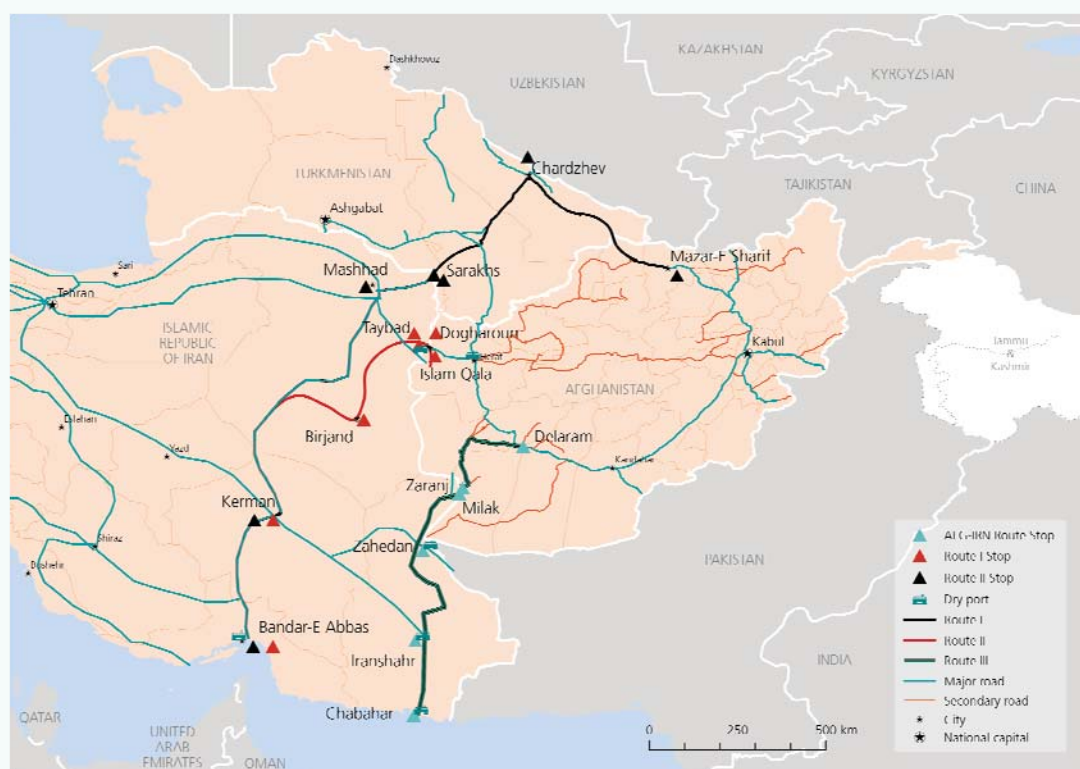 KAZAKHSTAN
Dashkhovuz
UZBEKISTAN
KYRGYZSTAN
Chardzhev
TURKMENISTAN
TAJIKISTAN
CHINA
Ashgabat
Sari
Mashhad
Sarakhs
Mazar-E Sharif
Tehran
ISLAMIC
REPUBLIC
OF IRAN
Taybad
Dogharoun
Kabul
Islam Qala
Herat
Jammu
&
Kashmir
AFGHANISTAN
Birjand
Delaram
Esfahan
Yazd
Kandahar
Zaranj
Milak
Kerman
Shiraz
Zahedan
Bushehr
PAKISTAN
Bandar-E Abbas
Iranshahr
INDIA
Chabahar
QATAR
UNITED
ARAB
EMIRATES
OMAN
0 250 500 km
AFG-IRN Route Stop
Route I Stop
Route II Stop
Dry port
Route I
Route II
Route III
Major road
Secondary road
City
National capital